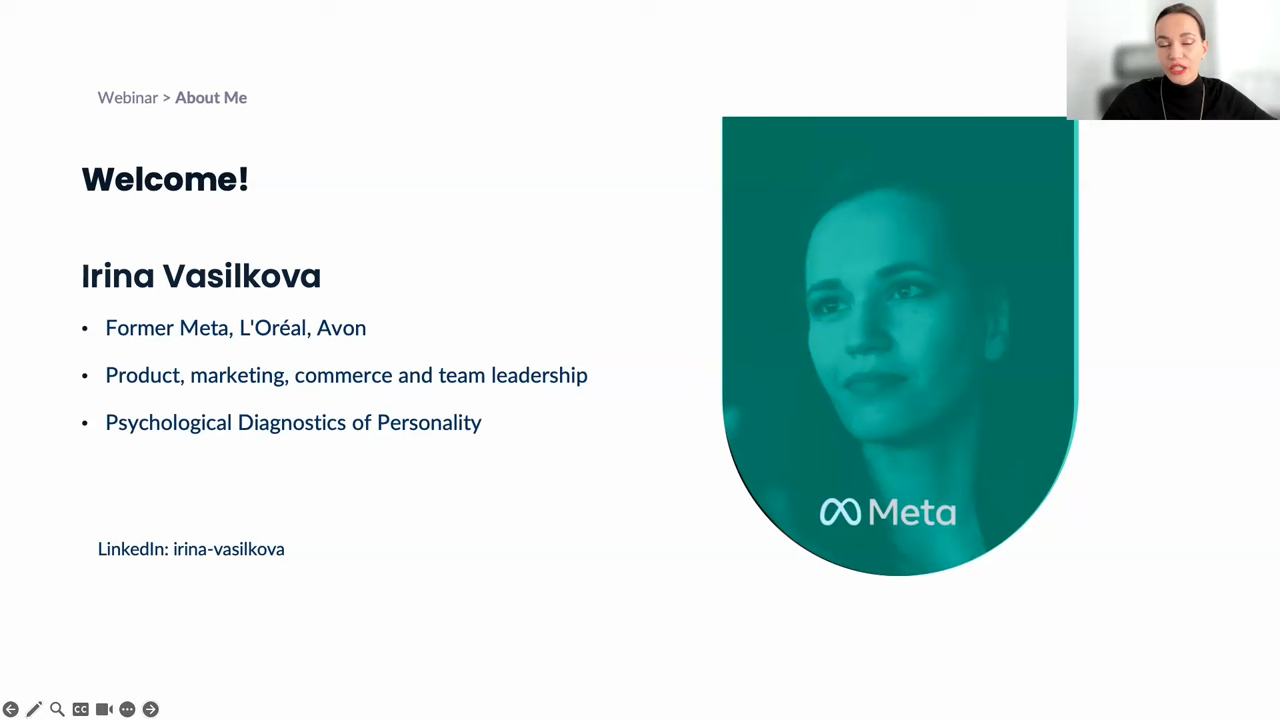 Webinar > About Me
Welcome!
Irina Vasilkova
• Former Meta, L'Oréal, Avon
• Product, marketing, commerce and team leadership
• Psychological Diagnostics of Personality
Meta
LinkedIn: irina-vasilkova
CC